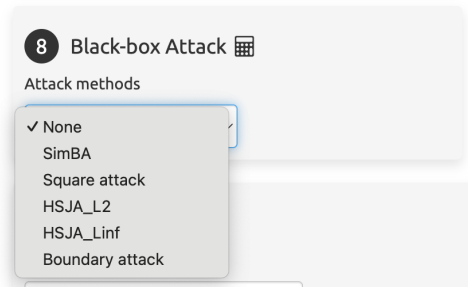 8 Black-box Attack
Attack methods
✓ None
SimBA
Square attack
HSJA_L2
HSJA_Linf
Boundary attack